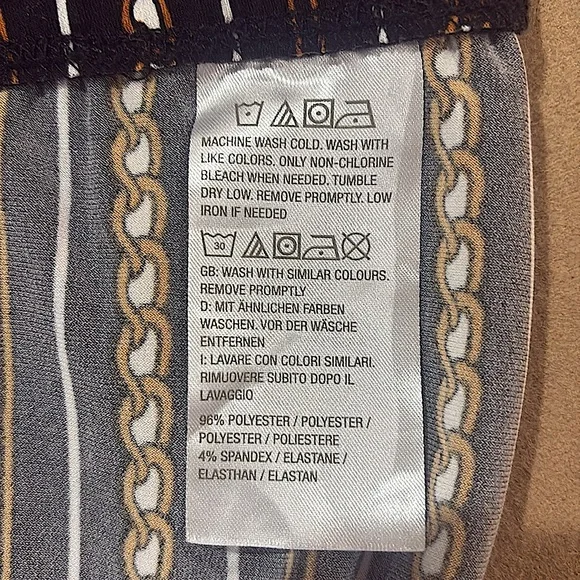 MACHINE WASH COLD. WASH WITH
LIKE COLORS. ONLY NON-CHLORINE
BLEACH WHEN NEEDED. TUMBLE
DRY LOW. REMOVE PROMPTLY. LOW
IRON IF NEEDED
30
GB: WASH WITH SIMILAR COLOURS.
REMOVE PROMPTLY
D: MIT ÄHNLICHEN FARBEN
WASCHEN. VOR DER WÄSCHE
ENTFERNEN
I: LAVARE CON COLORI SIMILARI.
RIMUOVERE SUBITO DOPO IL
LAVAGGIO
96% POLYESTER / POLYESTER /
POLYESTER / POLIESTERE
4% SPANDEX / ELASTANE /
ELASTHAN / ELASTAN